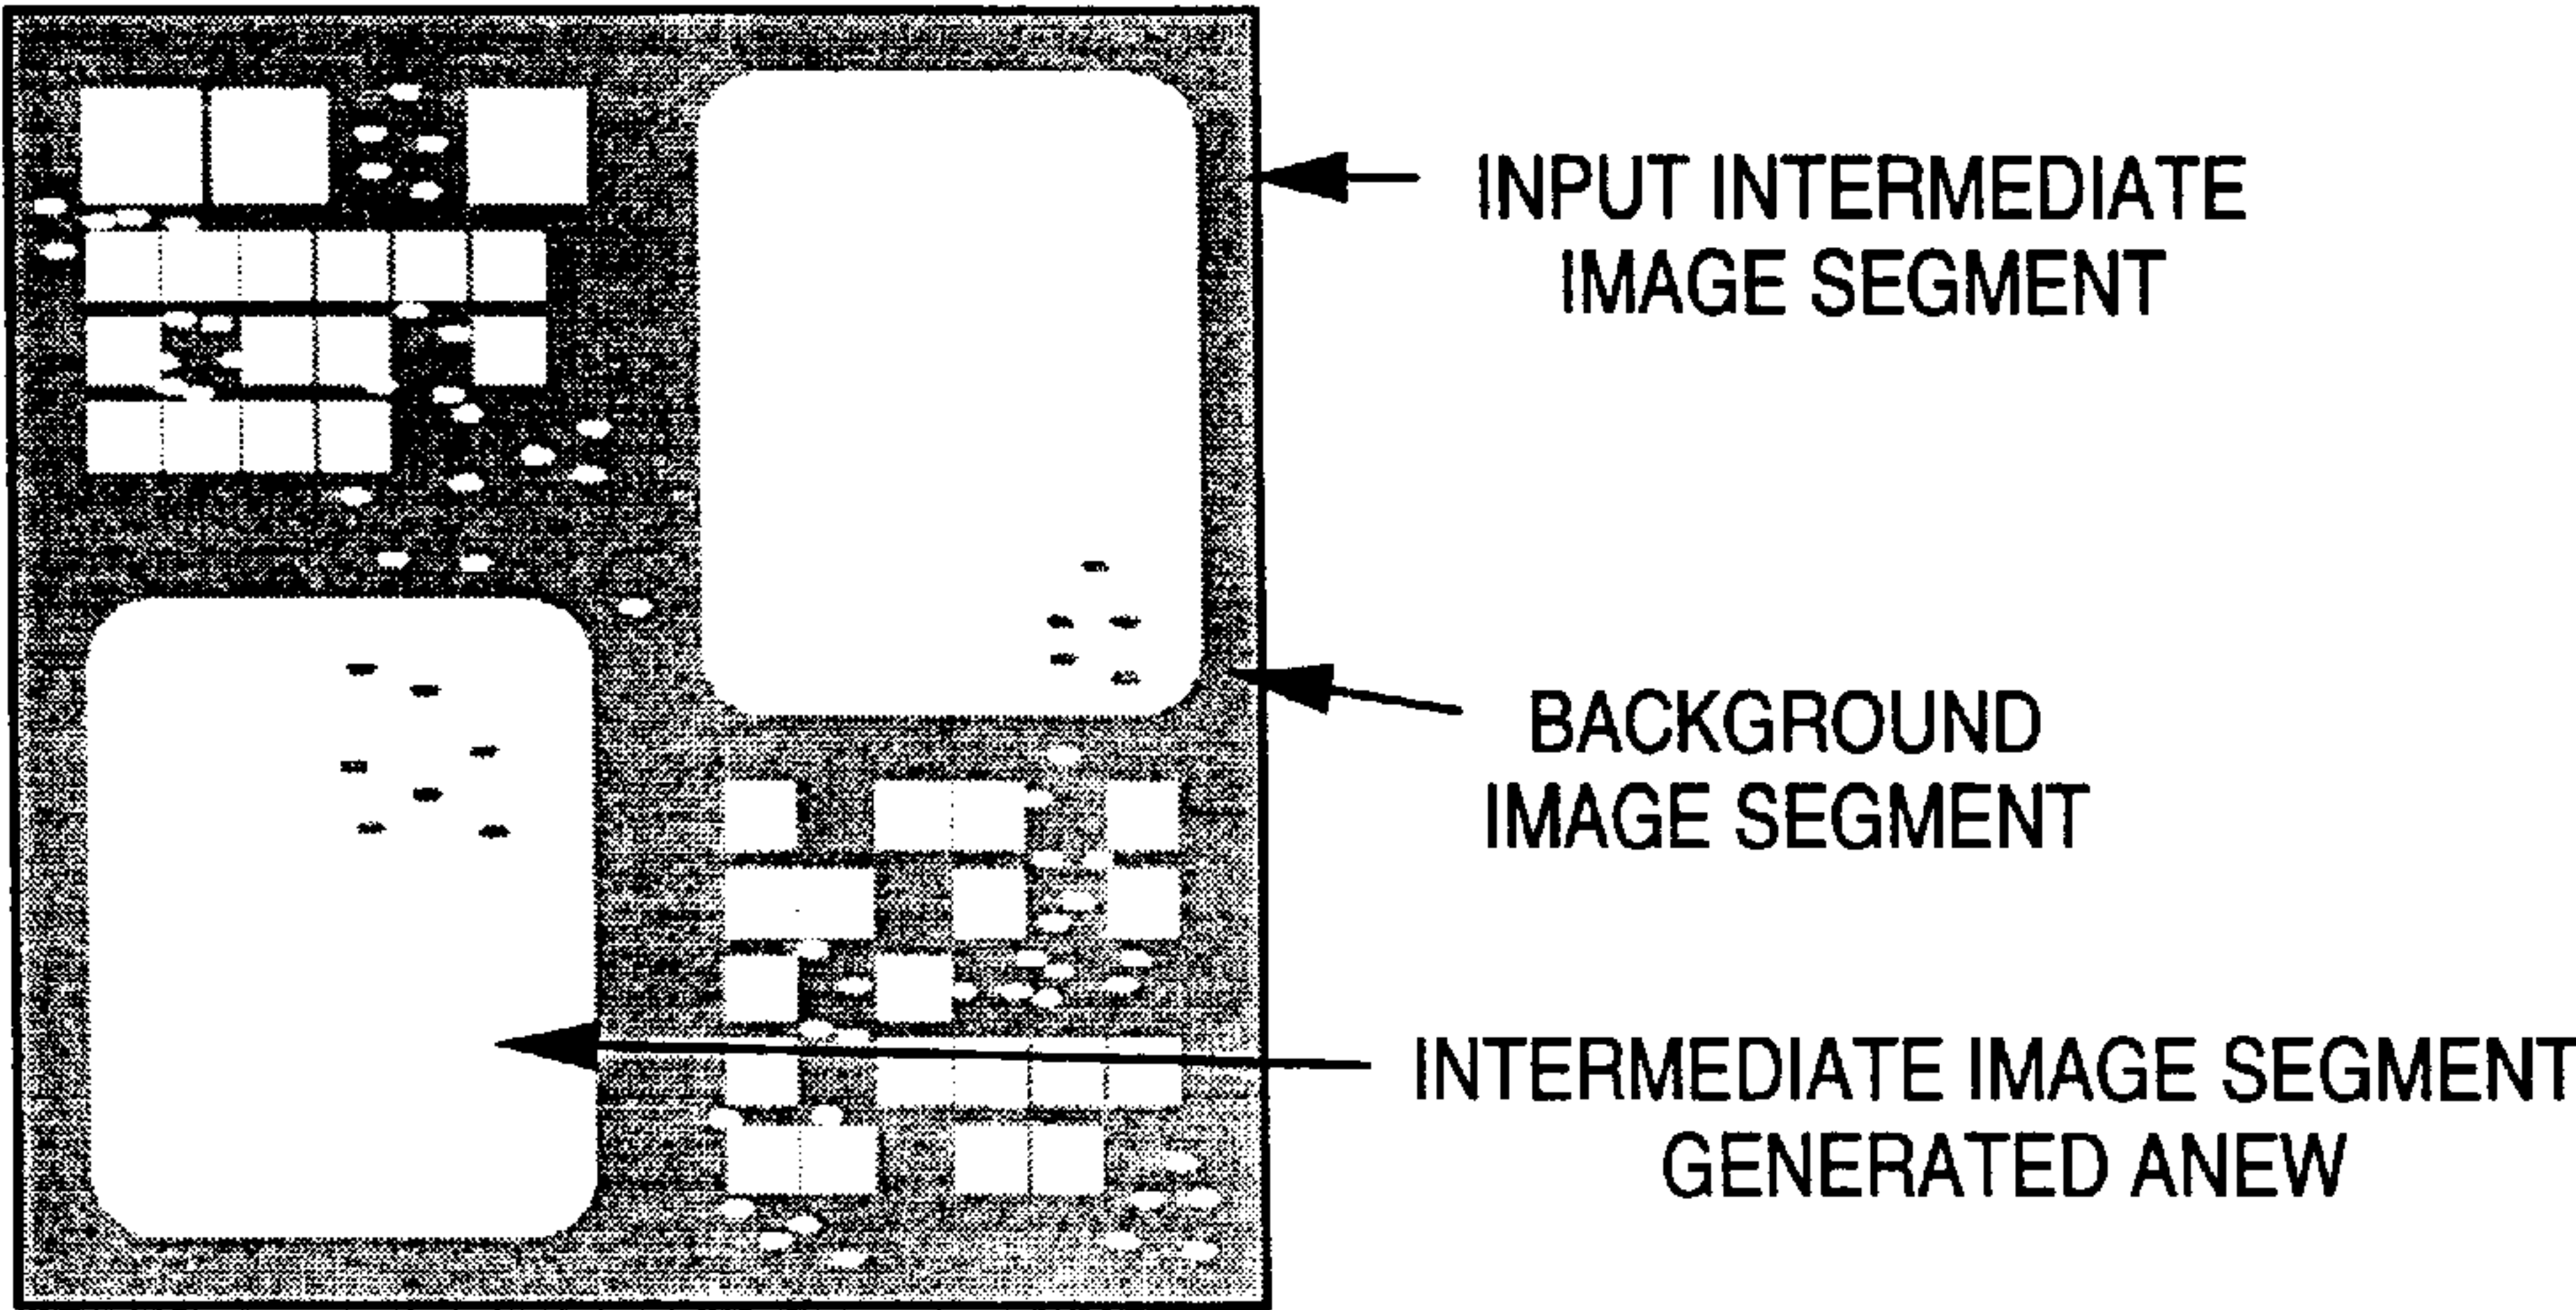 INPUT INTERMEDIATE
IMAGE SEGMENT
BACKGROUND
IMAGE SEGMENT
INTERMEDIATE IMAGE SEGMENT
GENERATED ANEW